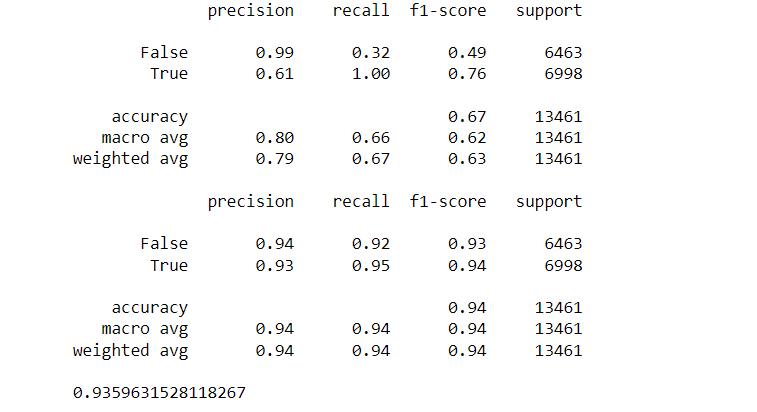 precision recall f1-score support
False 0.99 0.32 0.49 6463
True 0.61 1.00 0.76 6998
accuracy 0.67 13461
macro avg 0.80 0.66 0.62 13461
weighted avg 0.79 0.67 0.63 13461
precision recall f1-score support
False 0.94 0.92 0.93 6463
True 0.93 0.95 0.94 6998
accuracy 0.94 13461
macro avg 0.94 0.94 0.94 13461
weighted avg 0.94 0.94 0.94 13461
0.9359631528118267